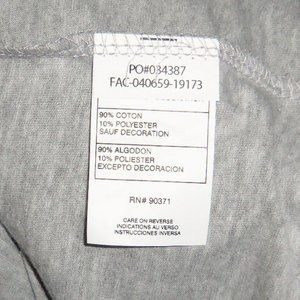 PO#034387
FAC-040659-19173
90% COTON
10% POLYESTER
SAUF DECORATION
90% ALGODON
10% POLIESTER
EXCEPTO DECORACION
RN# 90371
CARE ON REVERSE
INDICATIONS AU VERSO
INSTRUCCIONES INVERSA